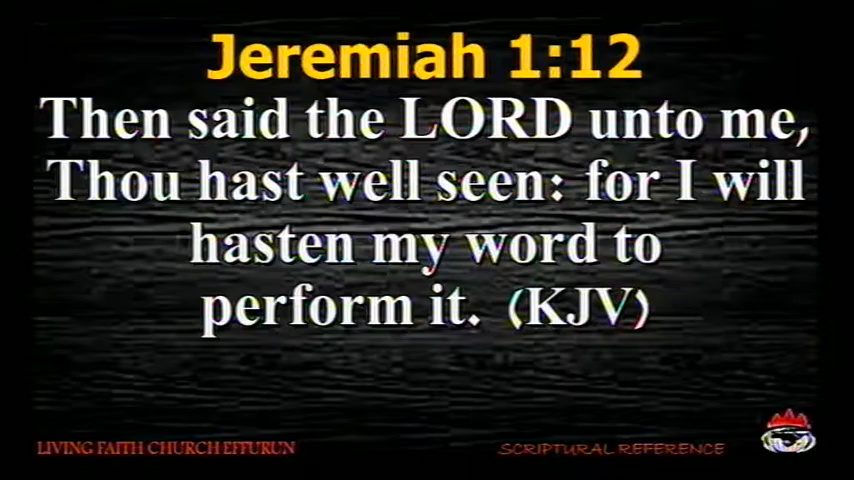 Jeremiah 1:12
Then said the LORD unto me,
Thou hast well seen: for I will
hasten my word to
perform it. (KJV)
LIVING FAITH CHURCH EFFURUN
SCRIPTURAL REFERENCE